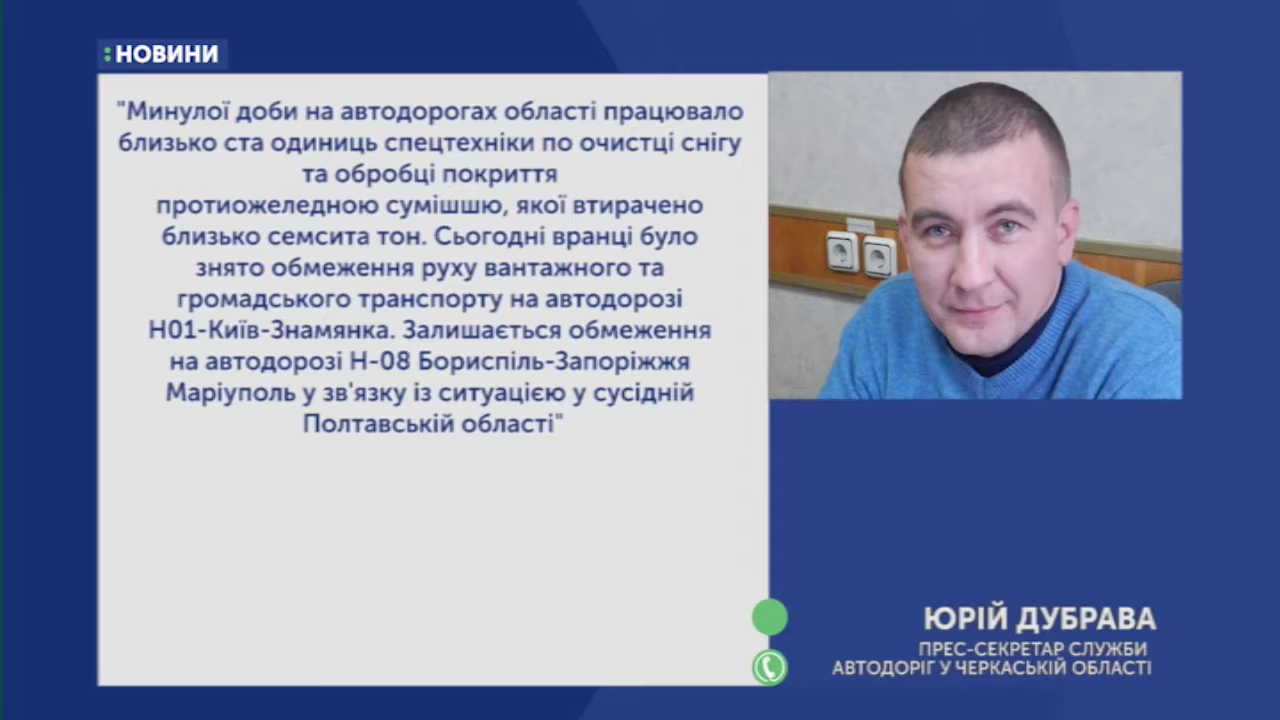 :НОВИНИ
"Минулої доби на автодорогах області працювало
близько ста одиниць спецтехніки по очистці снігу
та обробці покриття
протиожеледною сумішшю, якої втирачено
близько семсита тон. Сьогодні вранці було
знято обмеження руху вантажного та
громадського транспорту на автодорозі
Н01-Київ-Знамянка. Залишається обмеження
на автодорозі Н-08 Бориспіль-Запоріжжя
Маріуполь у зв'язку із ситуацією у сусідній
Полтавській області"
ЮРІЙ ДУБРАВА
ПРЕС-СЕКРЕТАР СЛУЖБИ
АВТОДОРІГ У ЧЕРКАСЬКІЙ ОБЛАСТІ